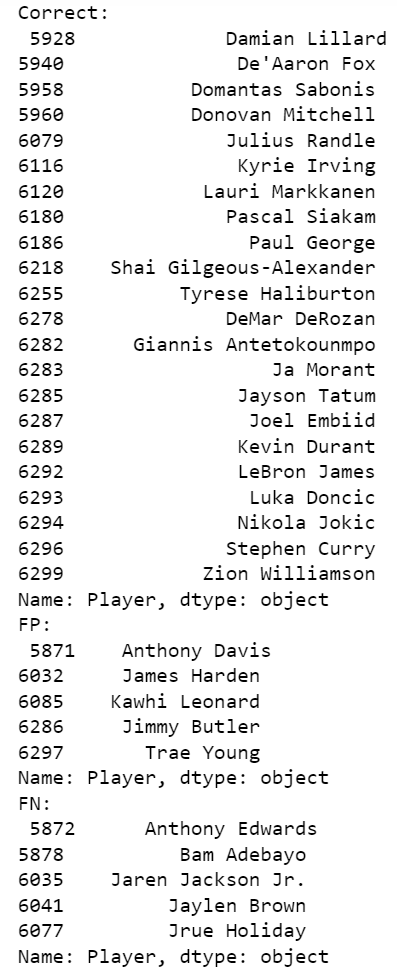 Correct:
5928 Damian Lillard
5940 De'Aaron Fox
5958 Domantas Sabonis
5960 Donovan Mitchell
6079 Julius Randle
6116 Kyrie Irving
6120 Lauri Markkanen
6180 Pascal Siakam
6186 Paul George
6218 Shai Gilgeous-Alexander
6255 Tyrese Haliburton
6278 DeMar DeRozan
6282 Giannis Antetokounmpo
6283 Ja Morant
6285 Jayson Tatum
6287 Joel Embiid
6289 Kevin Durant
6292 LeBron James
6293 Luka Doncic
6294 Nikola Jokic
6296 Stephen Curry
6299 Zion Williamson
Name: Player, dtype: object
FP:
5871 Anthony Davis
6032 James Harden
6085 Kawhi Leonard
6286 Jimmy Butler
6297 Trae Young
Name: Player, dtype: object
FN:
5872 Anthony Edwards
5878 Bam Adebayo
6035 Jaren Jackson Jr.
6041 Jaylen Brown
6077 Jrue Holiday
Name: Player, dtype: object